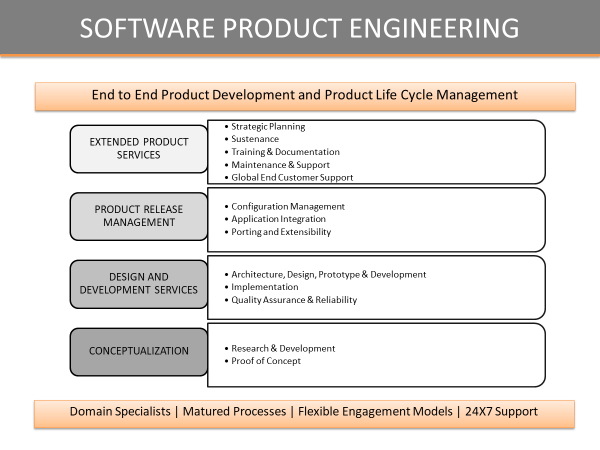 SOFTWARE PRODUCT ENGINEERING
End to End Product Development and Product Life Cycle Management
EXTENDED PRODUCT
SERVICES
• Strategic Planning
• Sustenance
• Training & Documentation
• Maintenance & Support
• Global End Customer Support
PRODUCT RELEASE
MANAGEMENT
• Configuration Management
• Application Integration
• Porting and Extensibility
DESIGN AND
DEVELOPMENT SERVICES
• Architecture, Design, Prototype & Development
• Implementation
• Quality Assurance & Reliability
CONCEPTUALIZATION
• Research & Development
• Proof of Concept
Domain Specialists | Matured Processes | Flexible Engagement Models | 24X7 Support